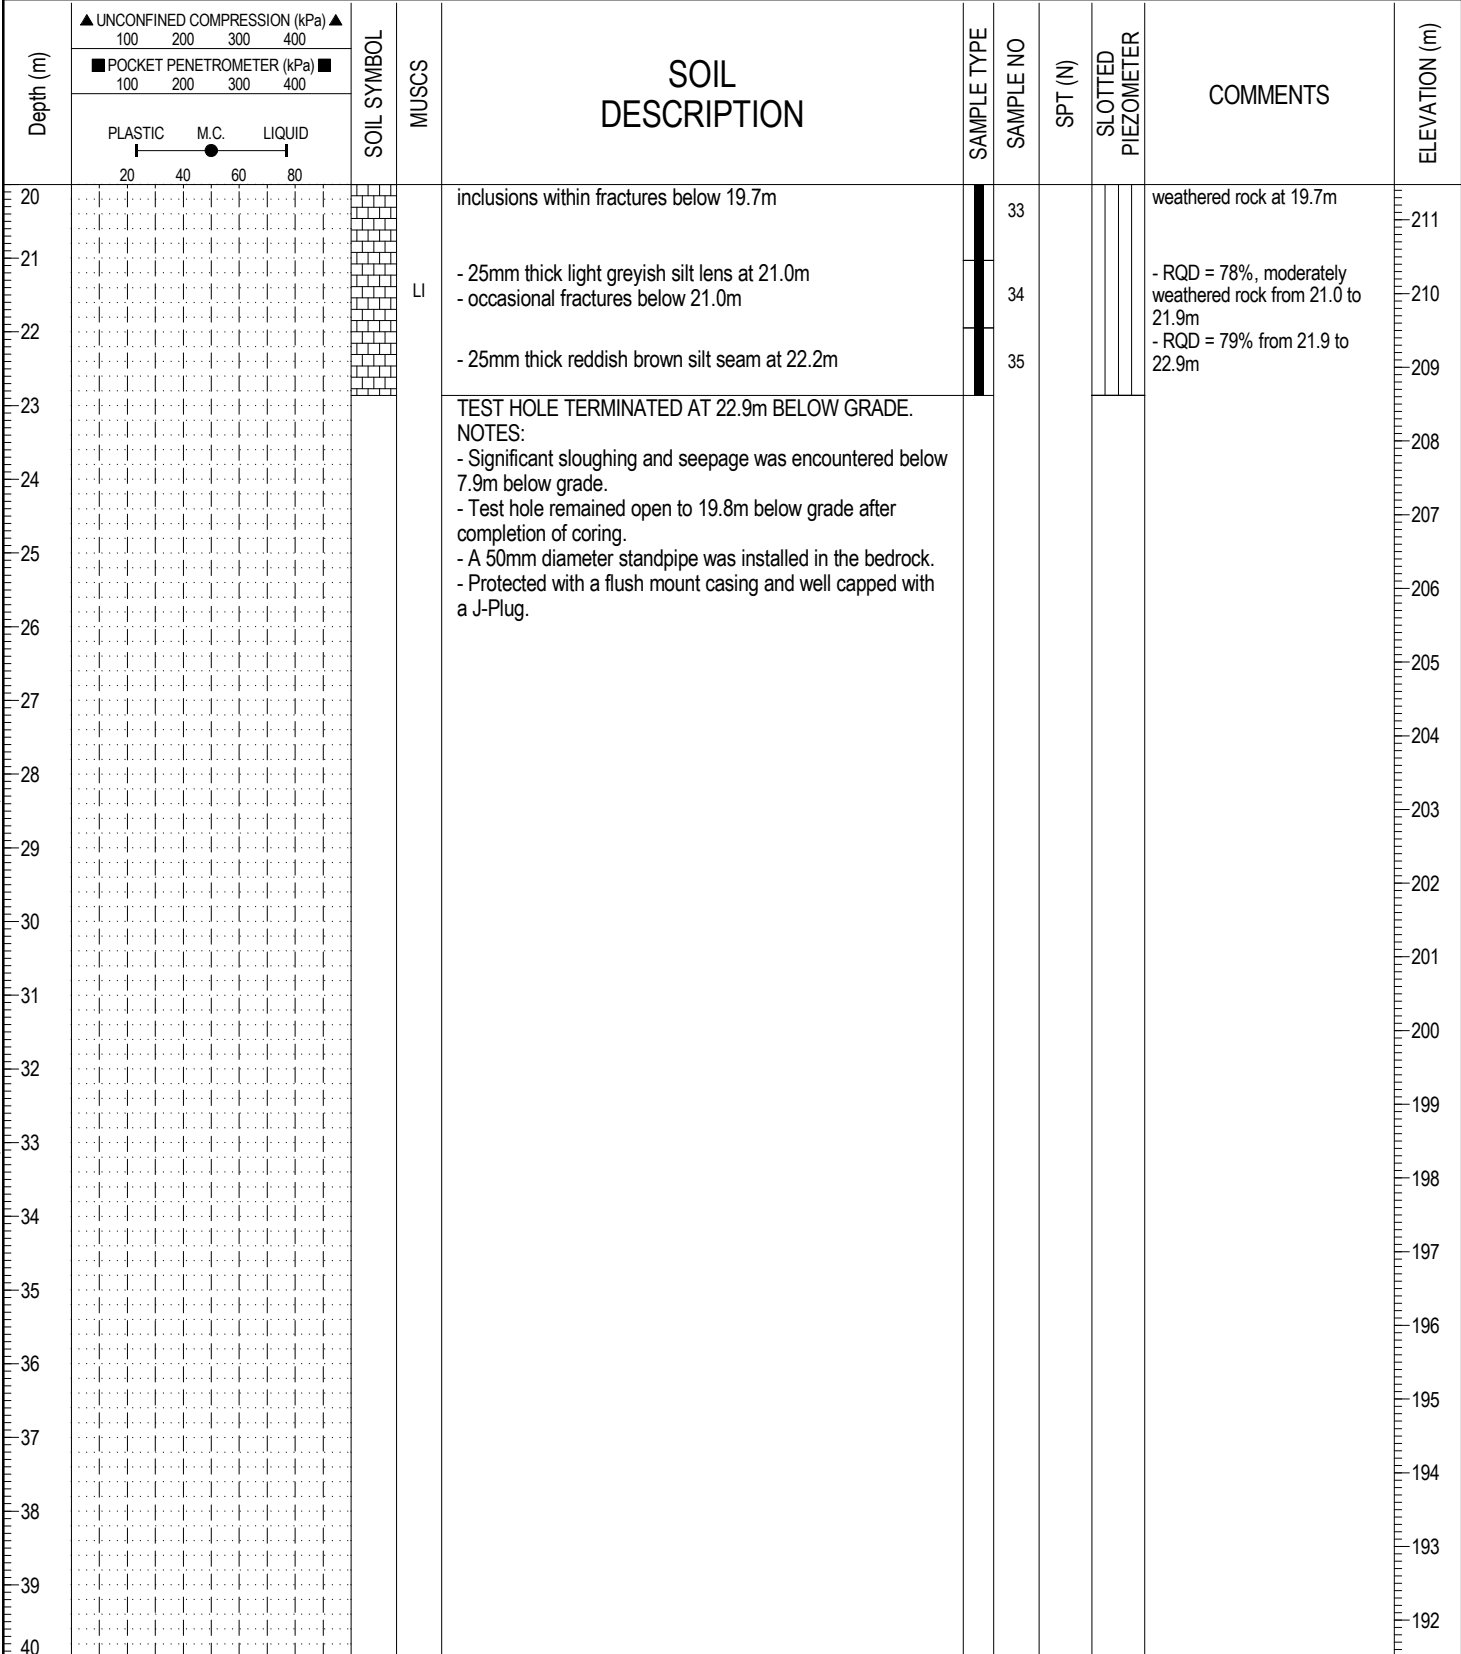 Depth (m)
▲ UNCONFINED COMPRESSION (kPa) ▲
100 200 300 400
■ POCKET PENETROMETER (kPa) ■
100 200 300 400
PLASTIC M.C. LIQUID
20 40 60 80
SOIL SYMBOL
MUSCS
SOIL
DESCRIPTION
SAMPLE TYPE
SAMPLE NO
SPT (N)
SLOTTED
PIEZOMETER
COMMENTS
ELEVATION (m)
20
21
22
23
24
25
26
27
28
29
30
31
32
33
34
35
36
37
38
39
40
LI
inclusions within fractures below 19.7m
- 25mm thick light greyish silt lens at 21.0m
- occasional fractures below 21.0m
- 25mm thick reddish brown silt seam at 22.2m
TEST HOLE TERMINATED AT 22.9m BELOW GRADE.
NOTES:
- Significant sloughing and seepage was encountered below
7.9m below grade.
- Test hole remained open to 19.8m below grade after
completion of coring.
- A 50mm diameter standpipe was installed in the bedrock.
- Protected with a flush mount casing and well capped with
a J-Plug.
33
34
35
weathered rock at 19.7m
- RQD = 78%, moderately
weathered rock from 21.0 to
21.9m
- RQD = 79% from 21.9 to
22.9m
211
210
209
208
207
206
205
204
203
202
201
200
199
198
197
196
195
194
193
192